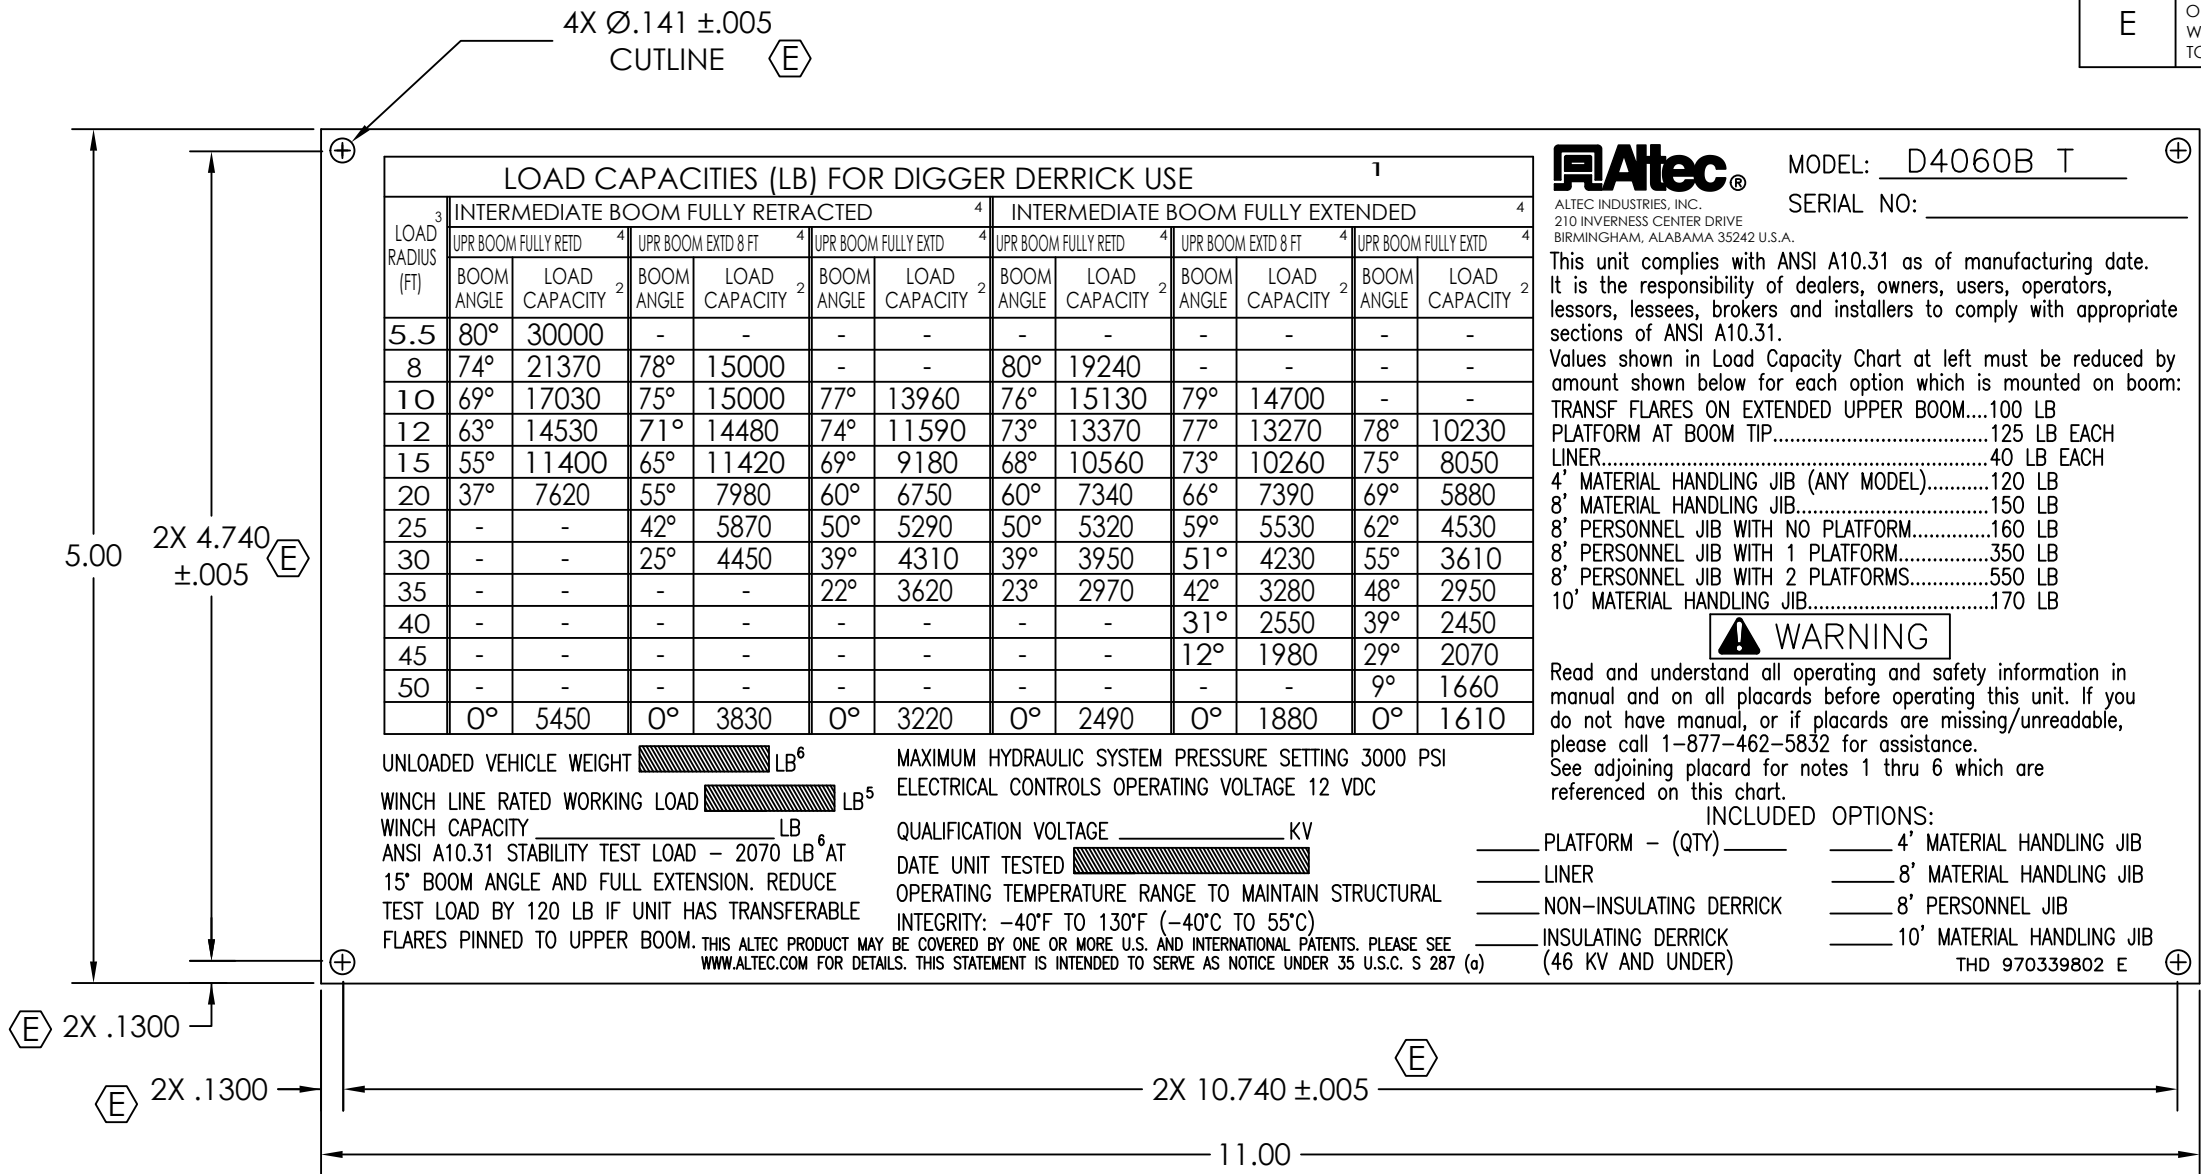 4X Ø.141 ±.005
CUTLINE E
E
5.00
2X 4.740
±.005 E
E 2X .1300
E 2X .1300
E
2X 10.740 ±.005
11.00
LOAD CAPACITIES (LB) FOR DIGGER DERRICK USE 1
LOAD RADIUS (FT) 3
INTERMEDIATE BOOM FULLY RETRACTED 4 INTERMEDIATE BOOM FULLY EXTENDED 4
UPR BOOM FULLY RETD 4 UPR BOOM EXTD 8 FT 4 UPR BOOM FULLY EXTD 4 UPR BOOM FULLY RETD 4 UPR BOOM EXTD 8 FT 4 UPR BOOM FULLY EXTD 4
BOOM ANGLE LOAD CAPACITY 2 BOOM ANGLE LOAD CAPACITY 2 BOOM ANGLE LOAD CAPACITY 2 BOOM ANGLE LOAD CAPACITY 2 BOOM ANGLE LOAD CAPACITY 2 BOOM ANGLE LOAD CAPACITY 2
5.5 80° 30000 - - - - - - - - - -
8 74° 21370 78° 15000 - - 80° 19240 - - - -
10 69° 17030 75° 15000 77° 13960 76° 15130 79° 14700 - -
12 63° 14530 71° 14480 74° 11590 73° 13370 77° 13270 78° 10230
15 55° 11400 65° 11420 69° 9180 68° 10560 73° 10260 75° 8050
20 37° 7620 55° 7980 60° 6750 60° 7340 66° 7390 69° 5880
25 - - 42° 5870 50° 5290 50° 5320 59° 5530 62° 4530
30 - - 25° 4450 39° 4310 39° 3950 51° 4230 55° 3610
35 - - - - 22° 3620 23° 2970 42° 3280 48° 2950
40 - - - - - - - - 31° 2550 39° 2450
45 - - - - - - - - 12° 1980 29° 2070
50 - - - - - - - - - - 9° 1660
0° 5450 0° 3830 0° 3220 0° 2490 0° 1880 0° 1610
UNLOADED VEHICLE WEIGHT LB6
WINCH LINE RATED WORKING LOAD LB5
WINCH CAPACITY LB
ANSI A10.31 STABILITY TEST LOAD – 2070 LB6 AT
15° BOOM ANGLE AND FULL EXTENSION. REDUCE
TEST LOAD BY 120 LB IF UNIT HAS TRANSFERABLE
FLARES PINNED TO UPPER BOOM.
MAXIMUM HYDRAULIC SYSTEM PRESSURE SETTING 3000 PSI
ELECTRICAL CONTROLS OPERATING VOLTAGE 12 VDC
QUALIFICATION VOLTAGE KV
DATE UNIT TESTED
OPERATING TEMPERATURE RANGE TO MAINTAIN STRUCTURAL
INTEGRITY: –40°F TO 130°F (–40°C TO 55°C)
THIS ALTEC PRODUCT MAY BE COVERED BY ONE OR MORE U.S. AND INTERNATIONAL PATENTS. PLEASE SEE
WWW.ALTEC.COM FOR DETAILS. THIS STATEMENT IS INTENDED TO SERVE AS NOTICE UNDER 35 U.S.C. S 287 (a)
Altec®
ALTEC INDUSTRIES, INC.
210 INVERNESS CENTER DRIVE
BIRMINGHAM, ALABAMA 35242 U.S.A.
MODEL: D4060B T
SERIAL NO:
This unit complies with ANSI A10.31 as of manufacturing date.
It is the responsibility of dealers, owners, users, operators,
lessors, lessees, brokers and installers to comply with appropriate
sections of ANSI A10.31.
Values shown in Load Capacity Chart at left must be reduced by
amount shown below for each option which is mounted on boom:
TRANSF FLARES ON EXTENDED UPPER BOOM....100 LB
PLATFORM AT BOOM TIP....125 LB EACH
LINER....40 LB EACH
4' MATERIAL HANDLING JIB (ANY MODEL)....120 LB
8' MATERIAL HANDLING JIB....150 LB
8' PERSONNEL JIB WITH NO PLATFORM....160 LB
8' PERSONNEL JIB WITH 1 PLATFORM....350 LB
8' PERSONNEL JIB WITH 2 PLATFORMS....550 LB
10' MATERIAL HANDLING JIB....170 LB
WARNING
Read and understand all operating and safety information in
manual and on all placards before operating this unit. If you
do not have manual, or if placards are missing/unreadable,
please call 1–877–462–5832 for assistance.
See adjoining placard for notes 1 thru 6 which are
referenced on this chart.
INCLUDED OPTIONS:
PLATFORM – (QTY) 4' MATERIAL HANDLING JIB
LINER 8' MATERIAL HANDLING JIB
NON–INSULATING DERRICK 8' PERSONNEL JIB
INSULATING DERRICK 10' MATERIAL HANDLING JIB
(46 KV AND UNDER)
THD 970339802 E